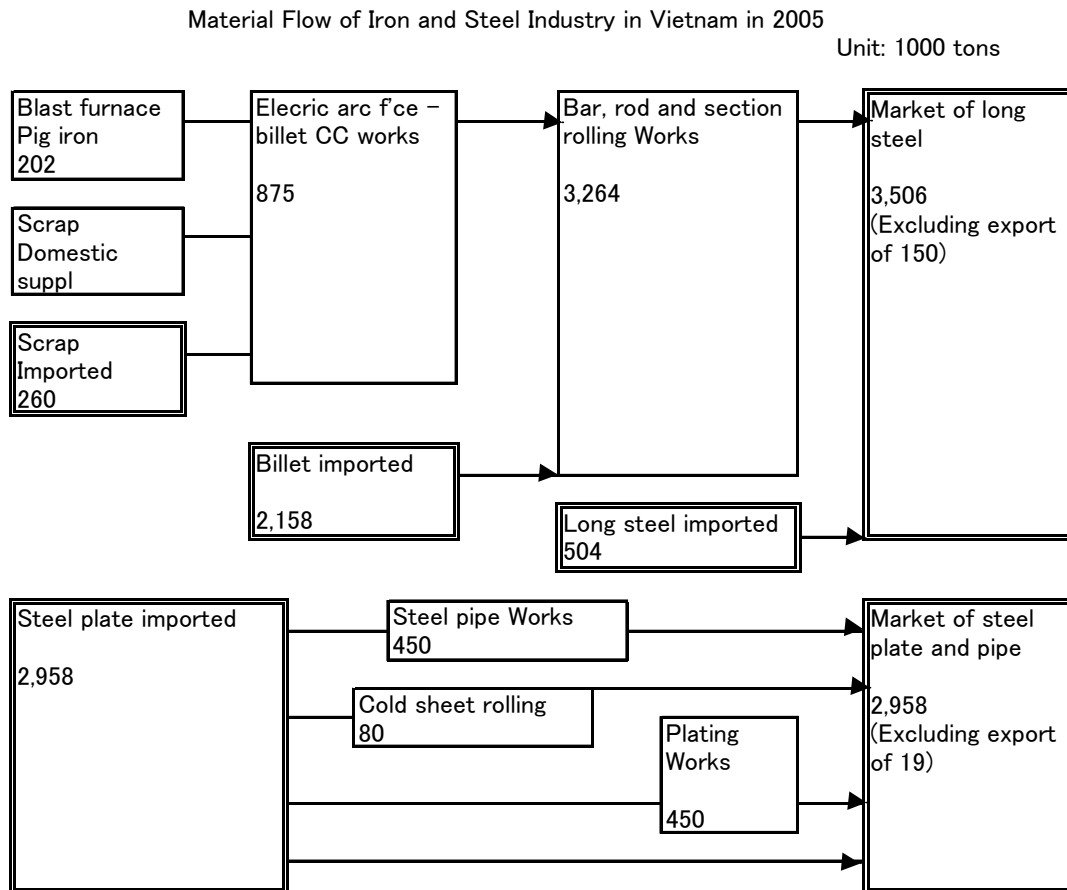 Material Flow of Iron and Steel Industry in Vietnam in 2005
Unit: 1000 tons
Blast furnace
Pig iron
202
Elecric arc f'ce -
billet CC works
875
Bar, rod and section
rolling Works
3,264
Market of long
steel
3,506
(Excluding export
of 150)
Scrap
Domestic
suppl
Scrap
Imported
260
Billet imported
2,158
Long steel imported
504
Steel plate imported
2,958
Steel pipe Works
450
Cold sheet rolling
80
Plating
Works
450
Market of steel
plate and pipe
2,958
(Excluding export
of 19)